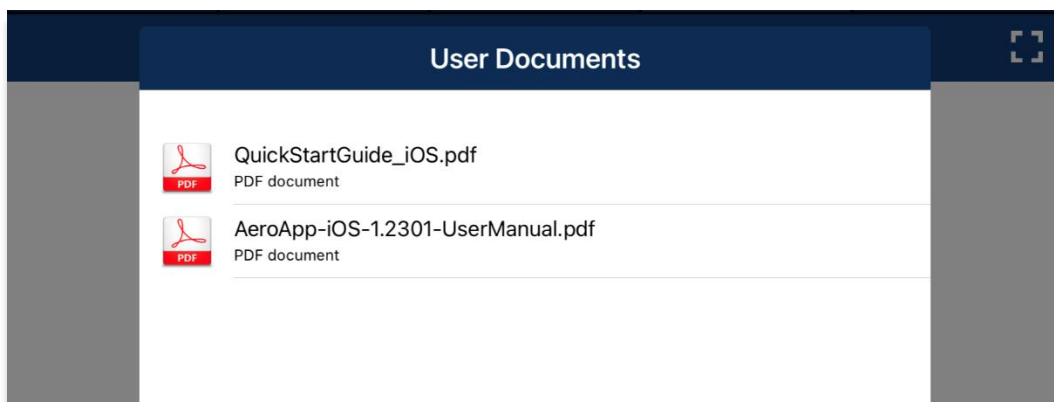 User Documents
PDF
QuickStartGuide_iOS.pdf
PDF document
PDF
AeroApp-iOS-1.2301-UserManual.pdf
PDF document